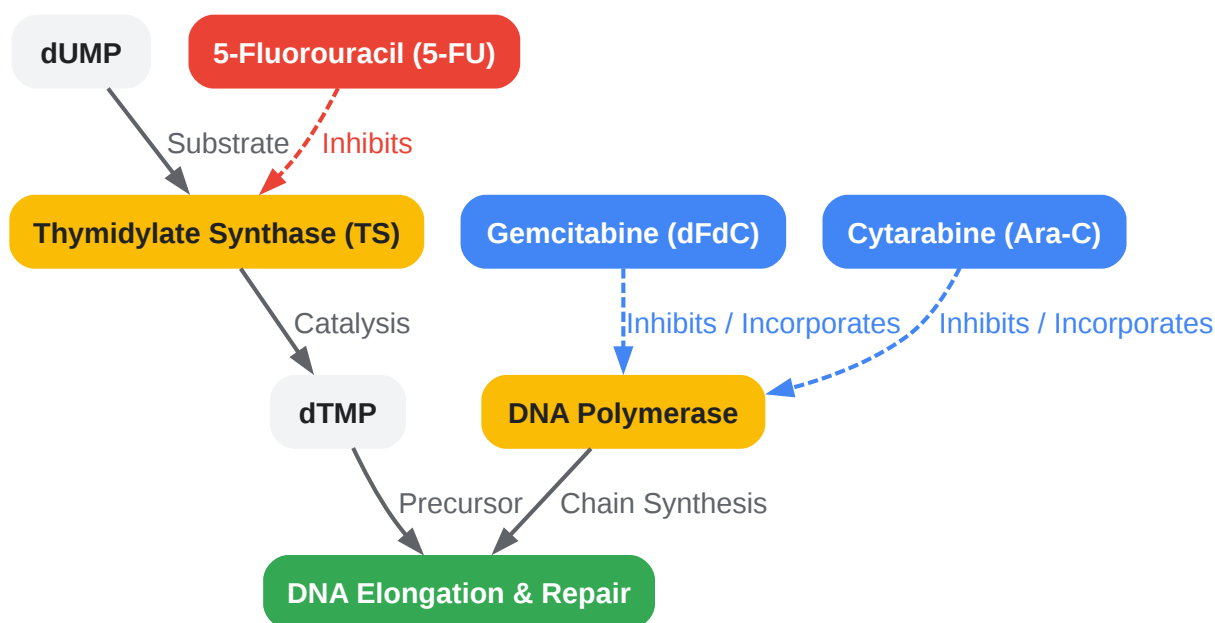 dUMP
5-Fluorouracil (5-FU)
Substrate
Inhibits
Thymidylate Synthase (TS)
Gemcitabine (dFdC)
Cytarabine (Ara-C)
Catalysis
Inhibits / Incorporates
Inhibits / Incorporates
dTMP
DNA Polymerase
Precursor
Chain Synthesis
DNA Elongation & Repair